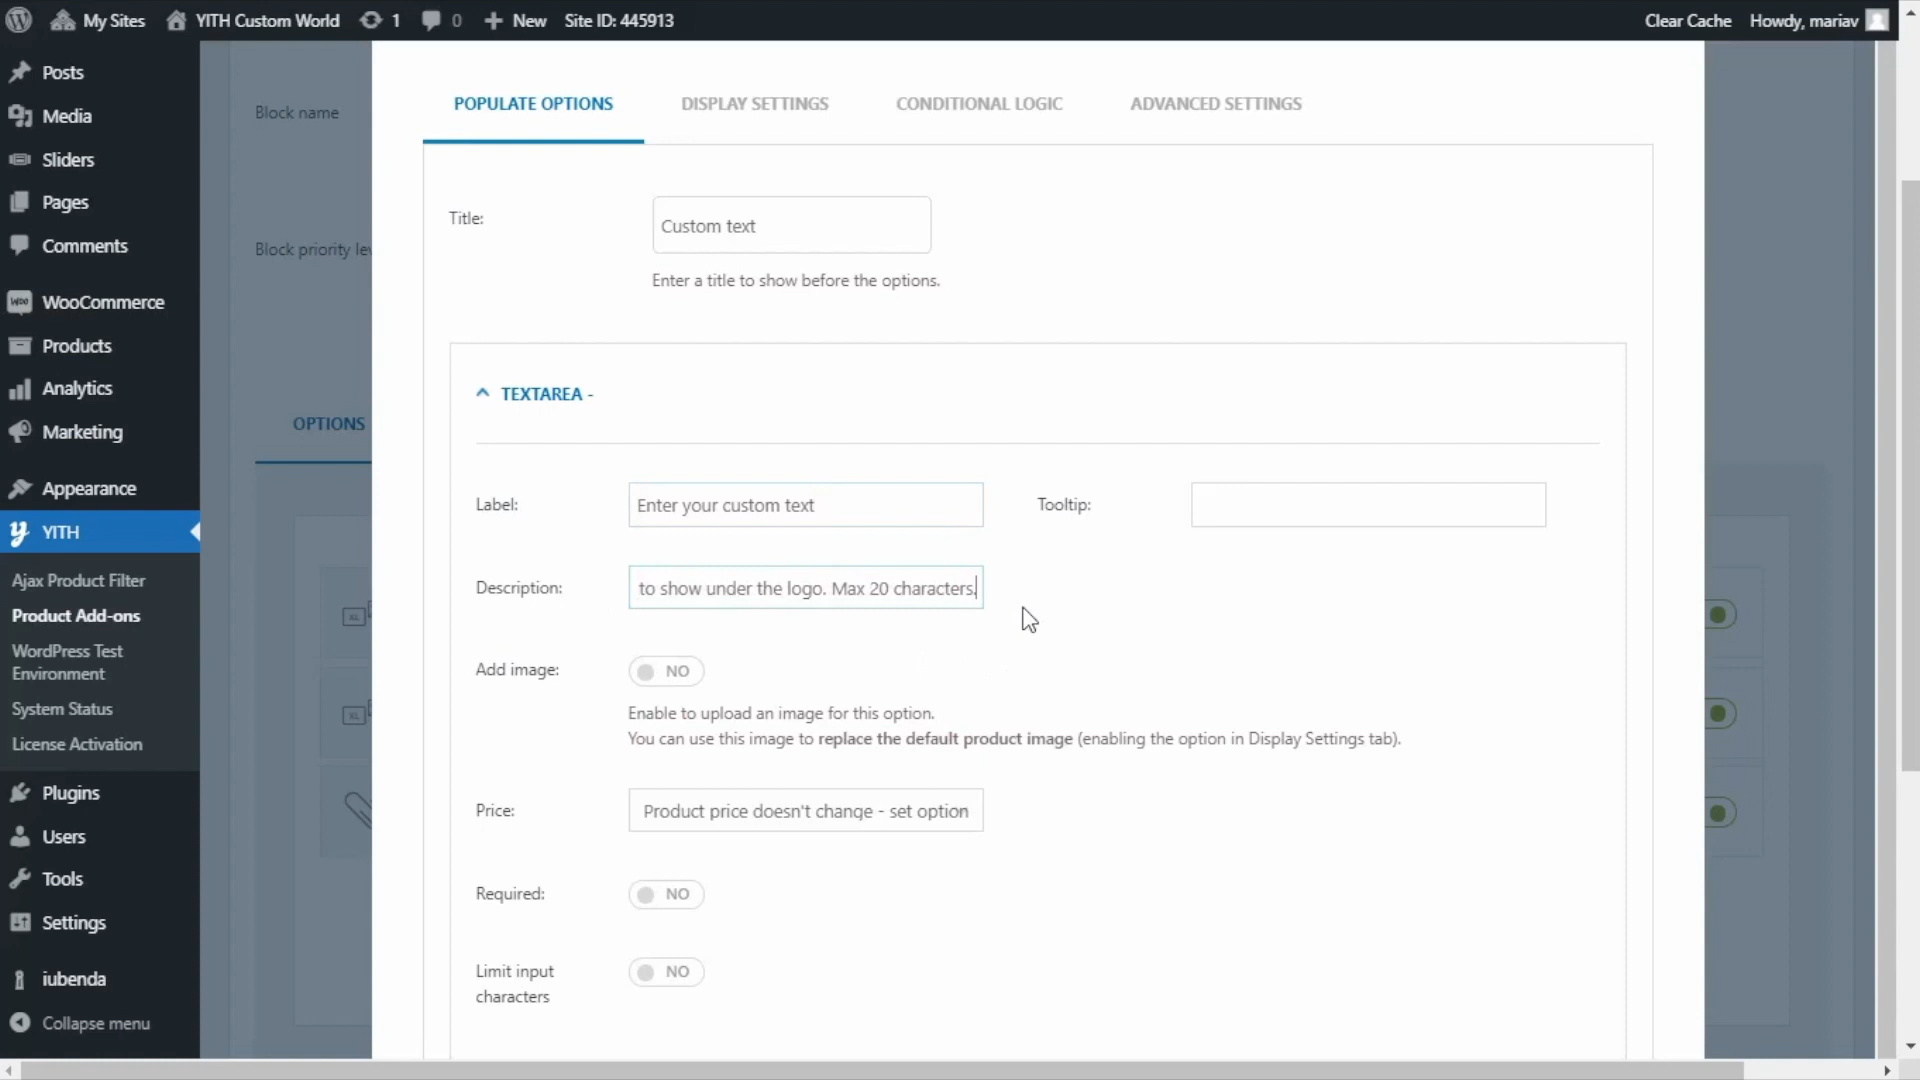 My Sites
YITH Custom World
1
0
New
Site ID: 445913
Clear Cache
Howdy, mariav
Posts
Media
Sliders
Pages
Comments
WooCommerce
Products
Analytics
Marketing
Appearance
YITH
Ajax Product Filter
Product Add-ons
WordPress Test
Environment
System Status
License Activation
Plugins
Users
Tools
Settings
iubenda
Collapse menu
Block name
Block priority lev
OPTIONS
XL
XL
POPULATE OPTIONS
DISPLAY SETTINGS
CONDITIONAL LOGIC
ADVANCED SETTINGS
Title:
Custom text
Enter a title to show before the options.
TEXTAREA -
Label:
Enter your custom text
Tooltip:
Description:
to show under the logo. Max 20 characters.
Add image:
NO
Enable to upload an image for this option.
You can use this image to replace the default product image (enabling the option in Display Settings tab).
Price:
Product price doesn't change - set option
Required:
NO
Limit input
characters
NO